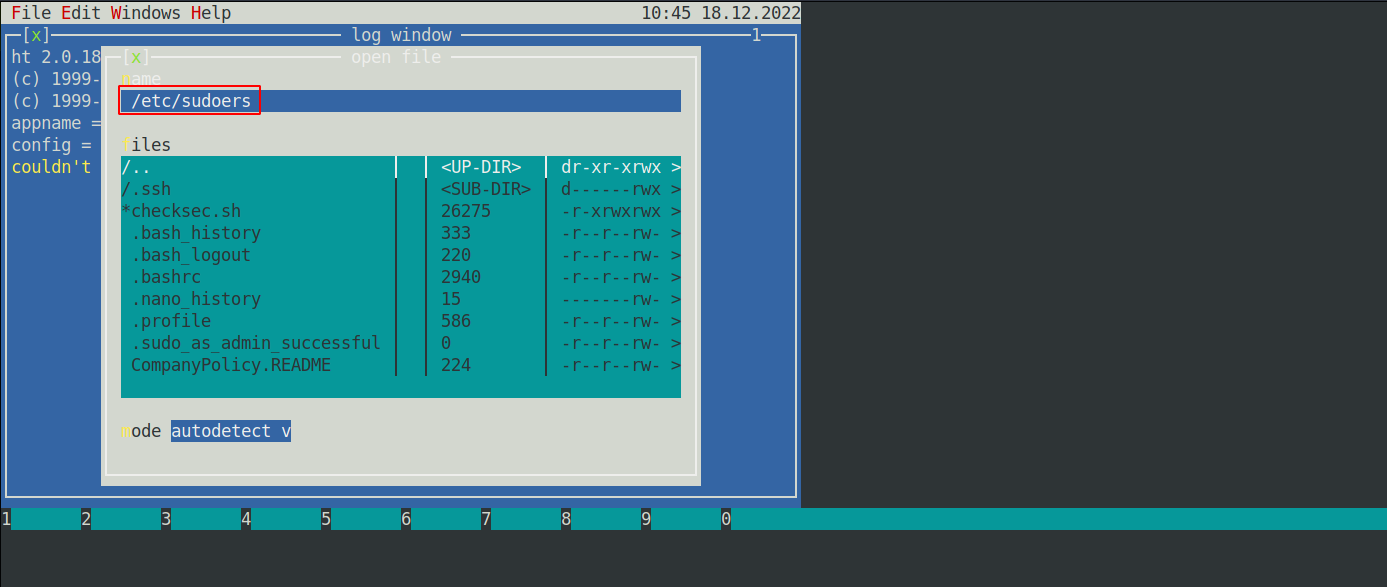 File Edit Windows Help 10:45 18.12.2022
[x] log window 1
ht 2.0.18 [x] open file
(c) 1999- name
(c) 1999- /etc/sudoers
appname =
config = files
couldn't /.. <UP-DIR> dr-xr-xrwx >
/.ssh <SUB-DIR> d------rwx >
*checksec.sh 26275 -r-xrwxrwx >
.bash_history 333 -r--r--rw- >
.bash_logout 220 -r--r--rw- >
.bashrc 2940 -r--r--rw- >
.nano_history 15 -------rw- >
.profile 586 -r--r--rw- >
.sudo_as_admin_successful 0 -r--r--rw- >
CompanyPolicy.README 224 -r--r--rw- >
mode autodetect v
1 2 3 4 5 6 7 8 9 0